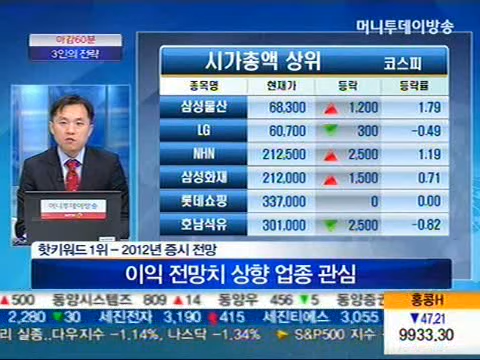 머니투데이방송
마감60분
3인의 전략
시가총액 상위 코스피
종목명 현재가 등락 등락률
삼성물산 68,300 ▲ 1,200 1.79
LG 60,700 ▼ 300 -0.49
NHN 212,500 ▲ 2,500 1.19
삼성화재 212,000 ▲ 1,500 0.71
롯데쇼핑 337,000 0 0.00
호남석유 301,000 ▼ 2,500 -0.82
머니투데이방송
핫키워드 1위 - 2012년 증시 전망
이익 전망치 상향 업종 관심
▲500 동양시스템즈 809 ▲14 동양우 456 ▼5 동양증권
2,280 ▼30 세진전자 3,190 ♦415 세진티에스 3,055
리 실란..다우지수 -1.14%, 나스닥 -1.34% ▶ S&P500 지수
홍콩H
▼47.21
9933.30